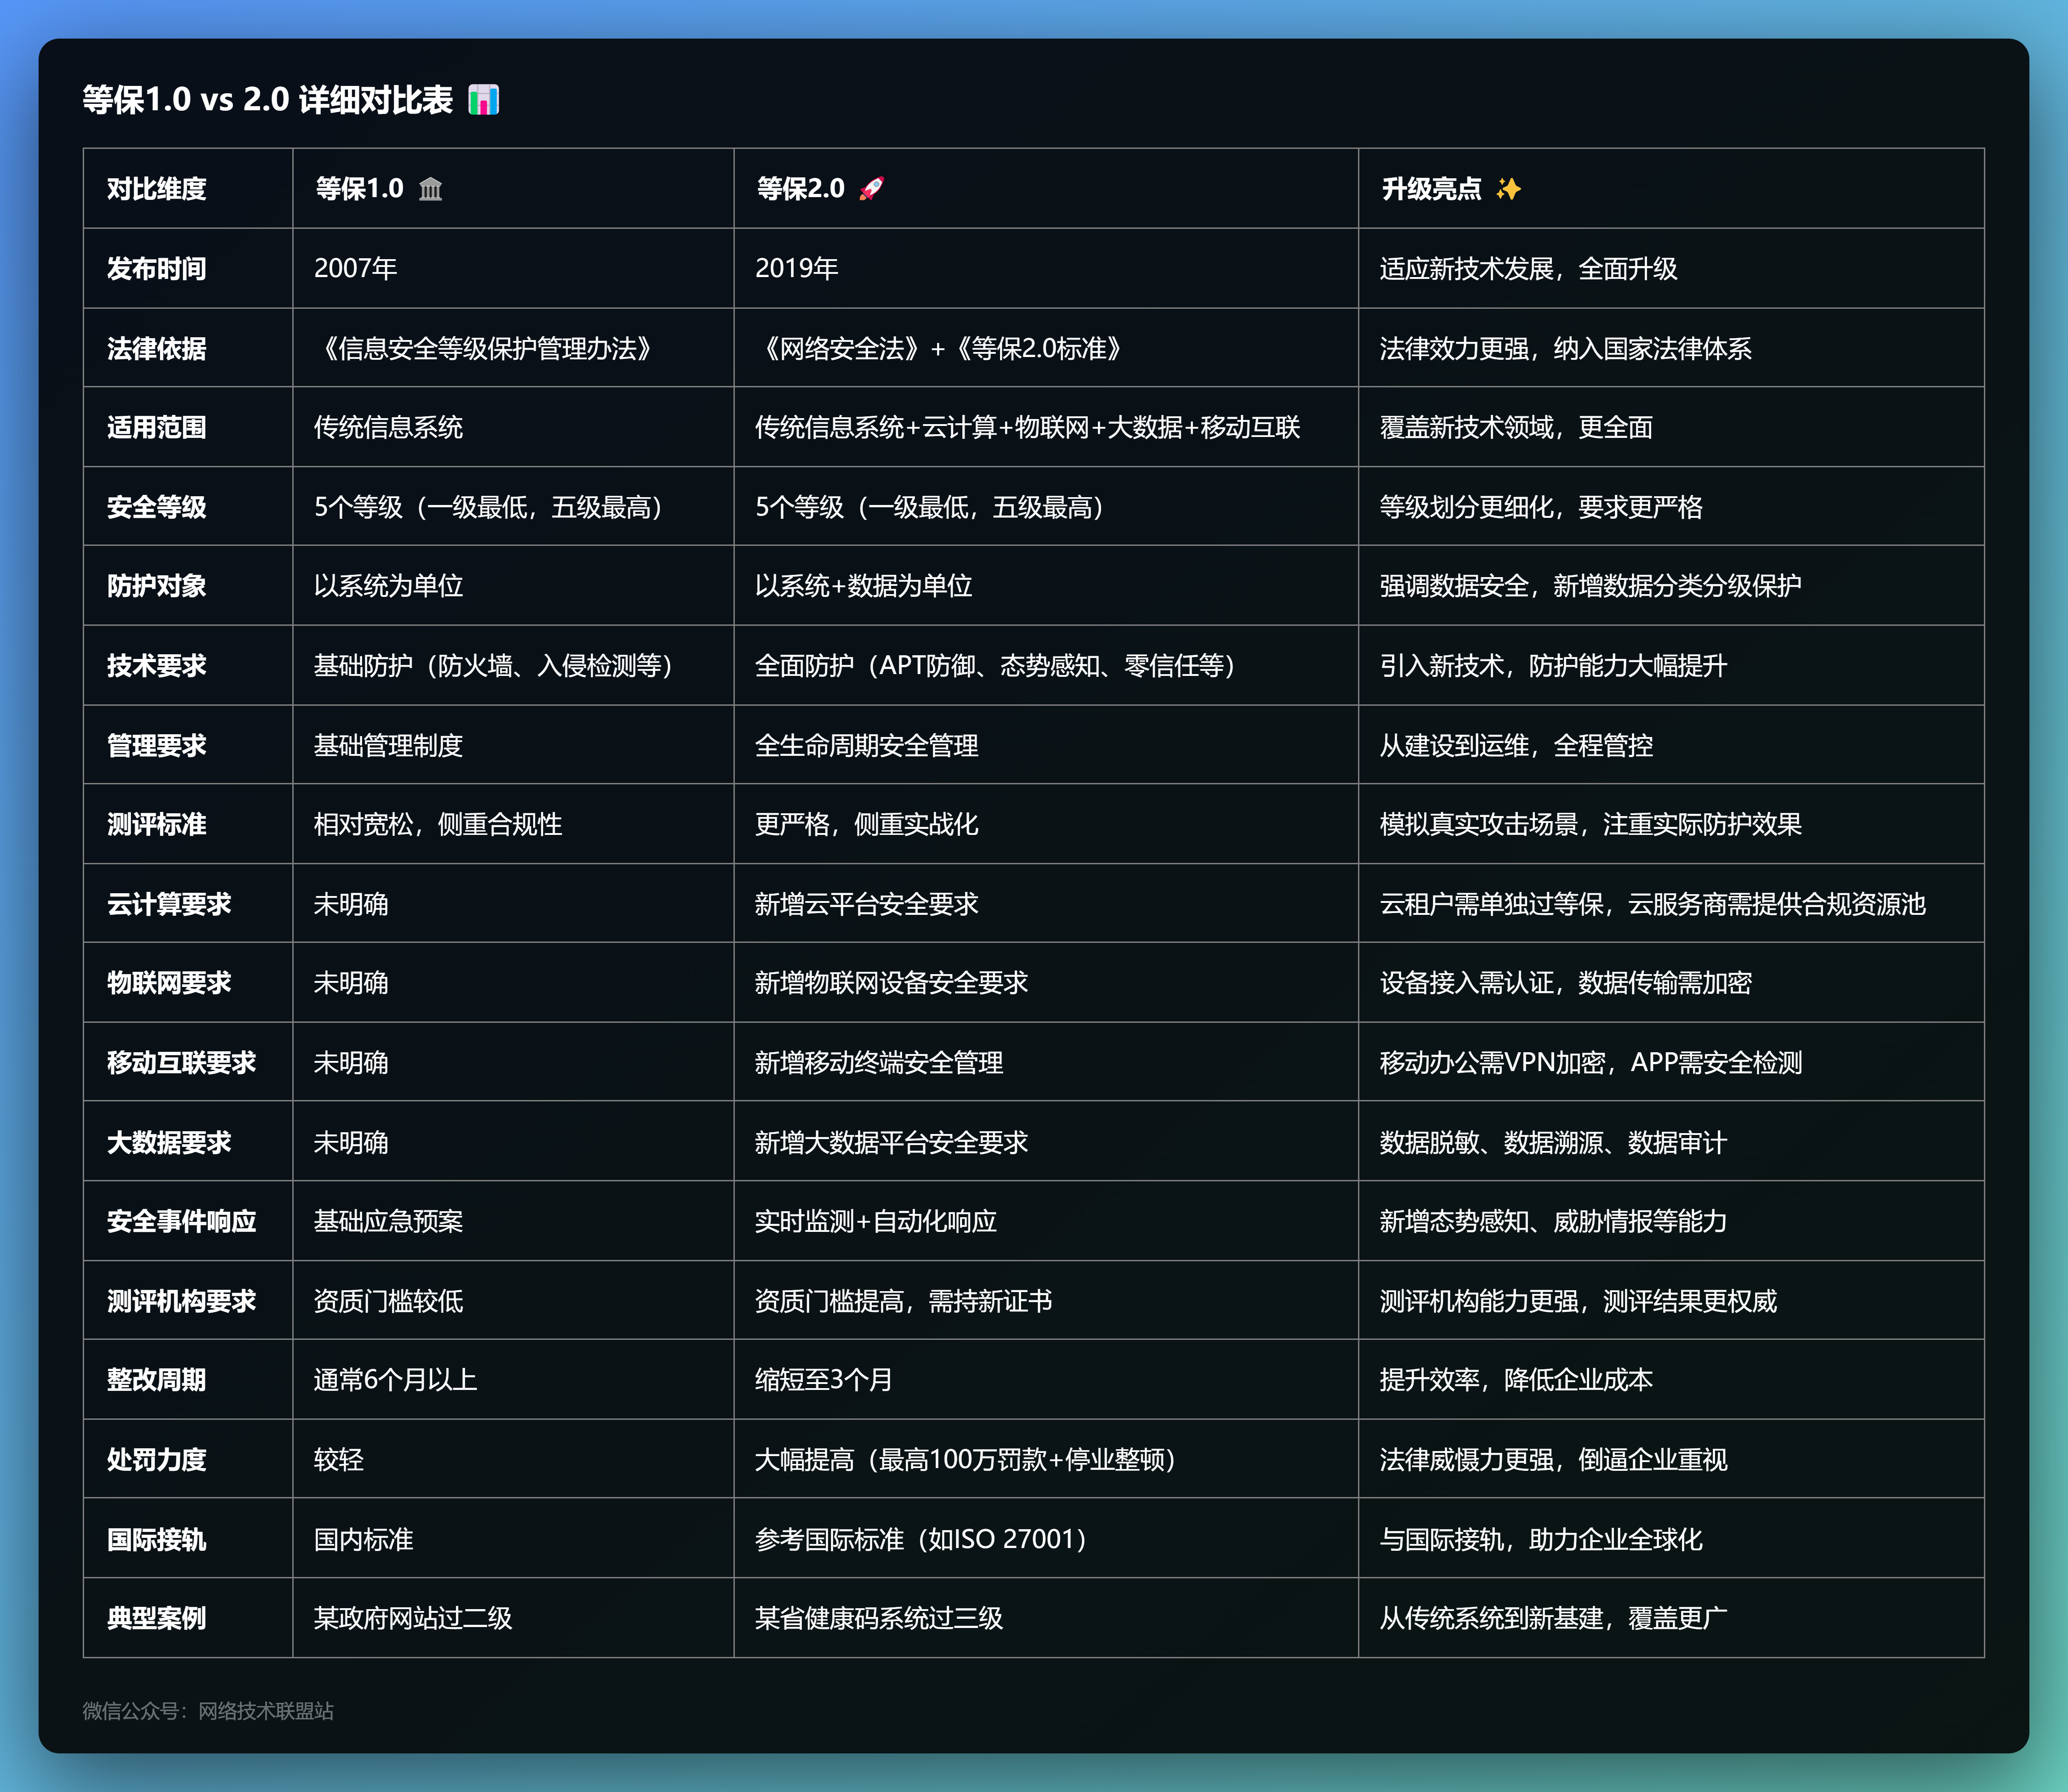 等保1.0 vs 2.0 详细对比表 📊
对比维度 等保1.0 🏛️ 等保2.0 🚀 升级亮点 ✨
发布时间 2007年 2019年 适应新技术发展，全面升级
法律依据 《信息安全等级保护管理办法》 《网络安全法》+《等保2.0标准》 法律效力更强，纳入国家法律体系
适用范围 传统信息系统 传统信息系统+云计算+物联网+大数据+移动互联 覆盖新技术领域，更全面
安全等级 5个等级（一级最低，五级最高） 5个等级（一级最低，五级最高） 等级划分更细化，要求更严格
防护对象 以系统为单位 以系统+数据为单位 强调数据安全，新增数据分类分级保护
技术要求 基础防护（防火墙、入侵检测等） 全面防护（APT防御、态势感知、零信任等） 引入新技术，防护能力大幅提升
管理要求 基础管理制度 全生命周期安全管理 从建设到运维，全程管控
测评标准 相对宽松，侧重合规性 更严格，侧重实战化 模拟真实攻击场景，注重实际防护效果
云计算要求 未明确 新增云平台安全要求 云租户需单独过等保，云服务商需提供合规资源池
物联网要求 未明确 新增物联网设备安全要求 设备接入需认证，数据传输需加密
移动互联要求 未明确 新增移动终端安全管理 移动办公需VPN加密，APP需安全检测
大数据要求 未明确 新增大数据平台安全要求 数据脱敏、数据溯源、数据审计
安全事件响应 基础应急预案 实时监测+自动化响应 新增态势感知、威胁情报等能力
测评机构要求 资质门槛较低 资质门槛提高，需持新证书 测评机构能力更强，测评结果更权威
整改周期 通常6个月以上 缩短至3个月 提升效率，降低企业成本
处罚力度 较轻 大幅提高（最高100万罚款+停业整顿） 法律威慑力更强，倒逼企业重视
国际接轨 国内标准 参考国际标准（如ISO 27001） 与国际接轨，助力企业全球化
典型案例 某政府网站过二级 某省健康码系统过三级 从传统系统到新基建，覆盖更广
微信公众号：网络技术联盟站